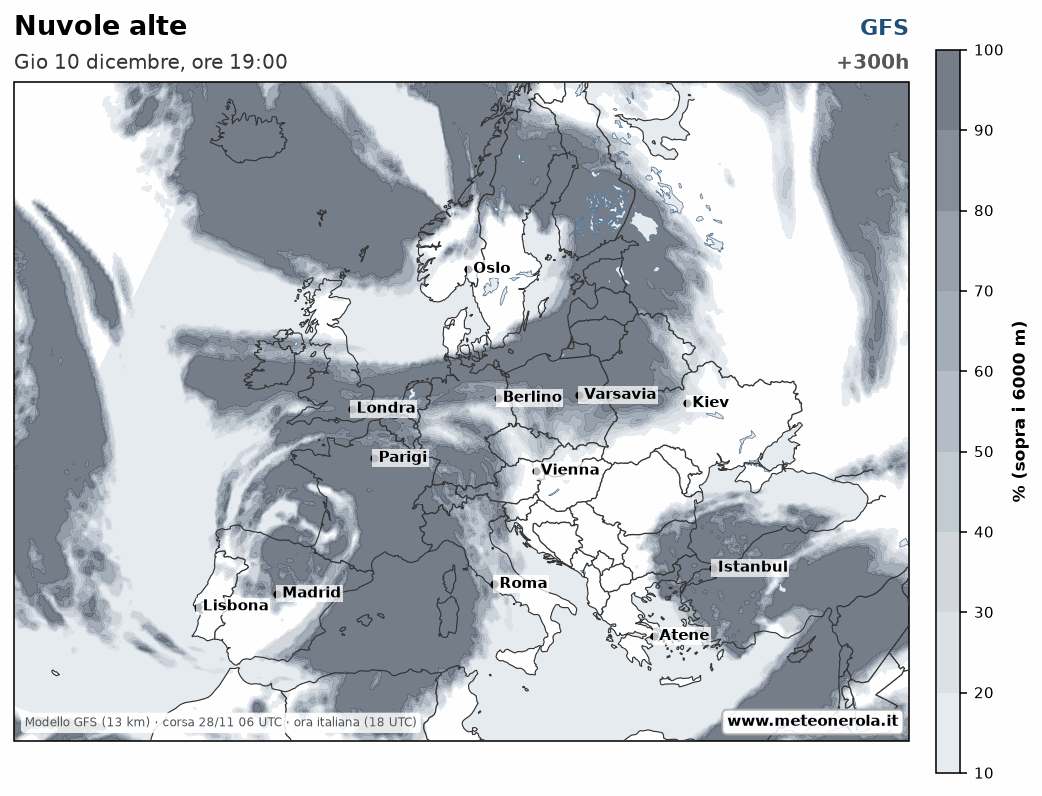 Nuvole alte
GFS
Gio 10 dicembre, ore 19:00
+300h
100
90
80
70
60
50
40
30
20
10
% (sopra i 6000 m)
Oslo
Londra
Berlino
Varsavia
Kiev
Parigi
Vienna
Istanbul
Roma
Madrid
Lisbona
Atene
Modello GFS (13 km) · corsa 28/11 06 UTC · ora italiana (18 UTC)
www.meteonerola.it